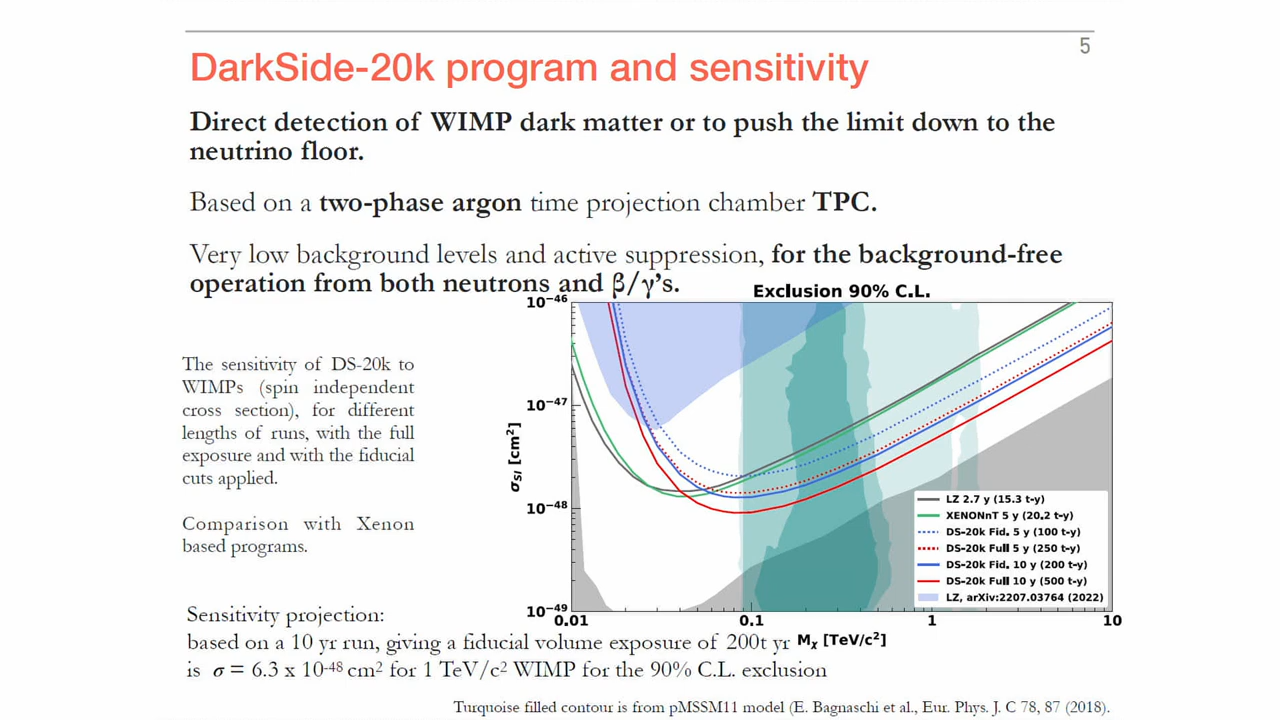 5
DarkSide-20k program and sensitivity
Direct detection of WIMP dark matter or to push the limit down to the
neutrino floor.
Based on a two-phase argon time projection chamber TPC.
Very low background levels and active suppression, for the background-free
operation from both neutrons and β/γ's.
The sensitivity of DS-20k to
WIMPs (spin independent
cross section), for different
lengths of runs, with the full
exposure and with the fiducial
cuts applied.
Comparison with Xenon
based programs.
Exclusion 90% C.L.
10⁻⁴⁶
10⁻⁴⁷
10⁻⁴⁸
10⁻⁴⁹
σSI [cm²]
LZ 2.7 y (15.3 t-y)
XENONnT 5 y (20.2 t-y)
DS-20k Fid. 5 y (100 t-y)
DS-20k Full 5 y (250 t-y)
DS-20k Fid. 10 y (200 t-y)
DS-20k Full 10 y (500 t-y)
LZ, arXiv:2207.03764 (2022)
0.01 0.1 1 10
Mχ [TeV/c²]
Sensitivity projection:
based on a 10 yr run, giving a fiducial volume exposure of 200t yr
is σ = 6.3 x 10⁻⁴⁸ cm² for 1 TeV/c² WIMP for the 90% C.L. exclusion
Turquoise filled contour is from pMSSM11 model (E. Bagnaschi et al., Eur. Phys. J. C 78, 87 (2018).